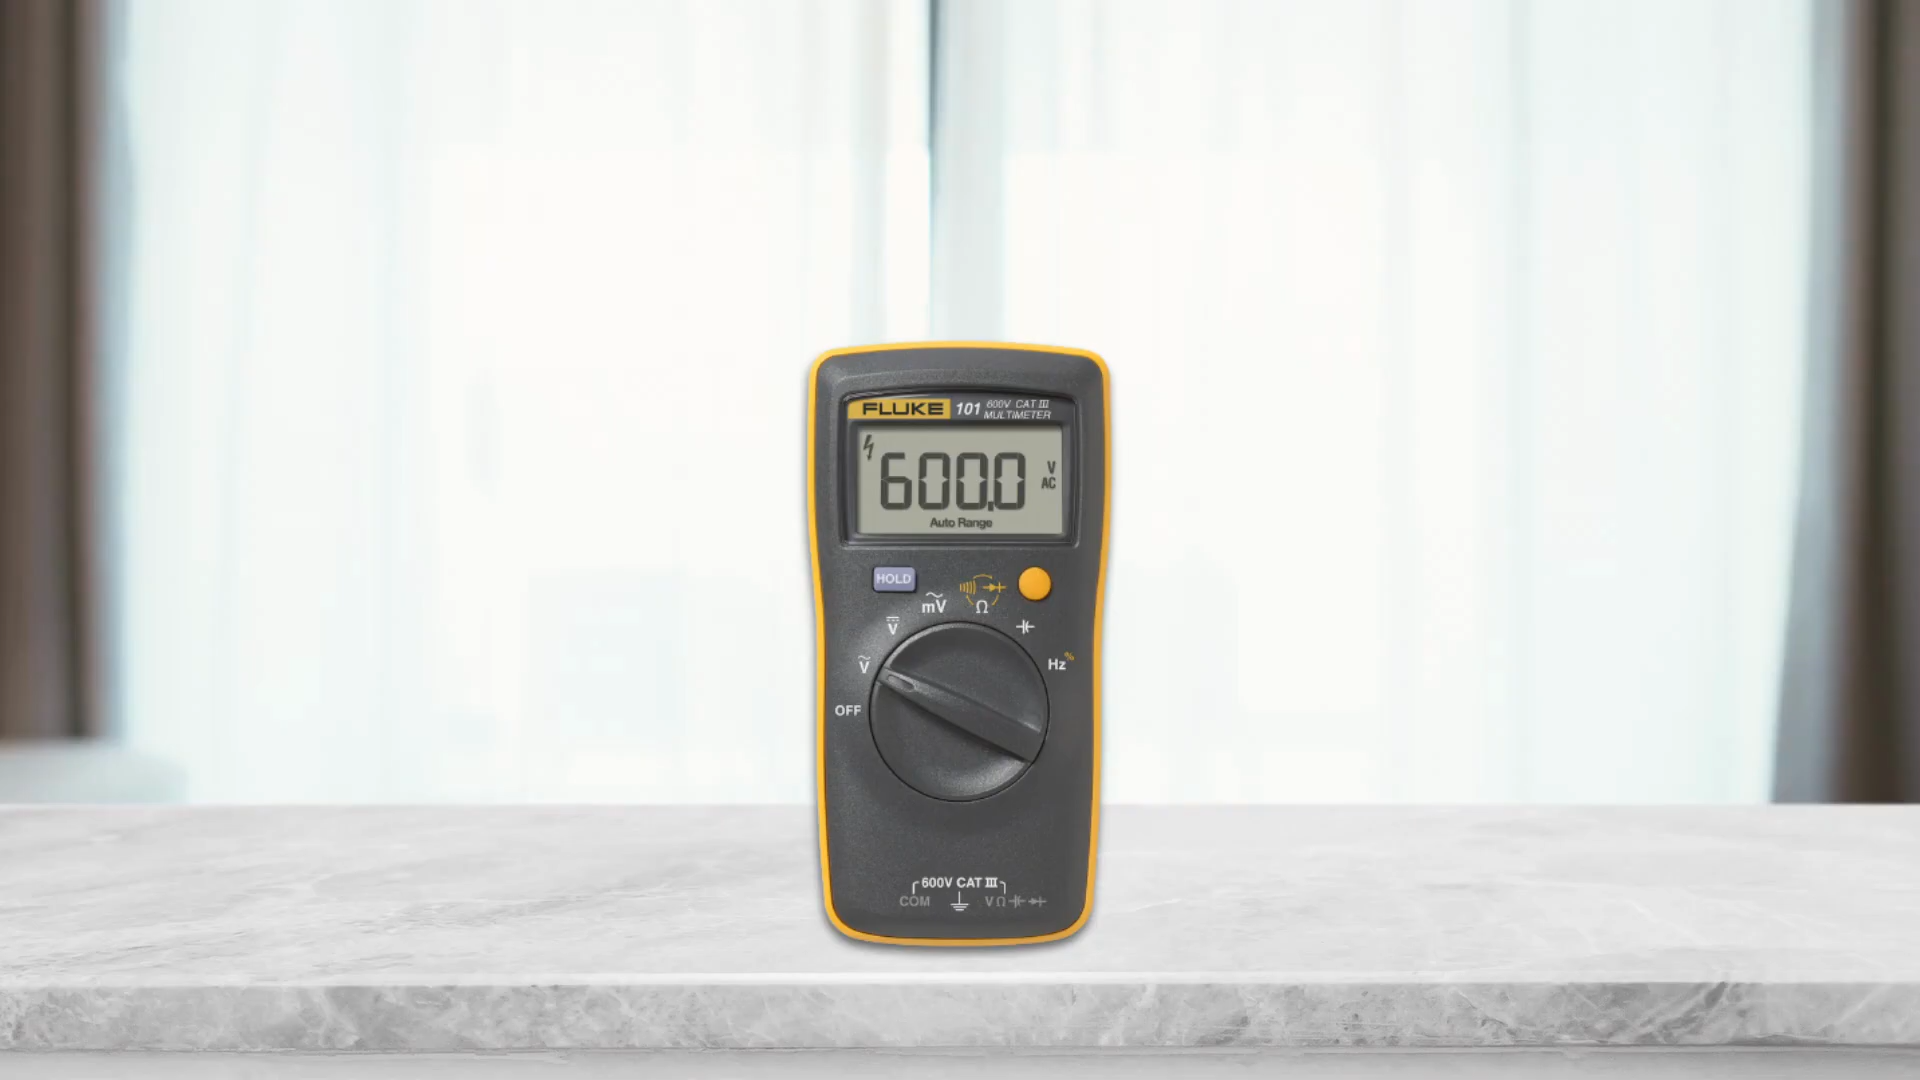 FLUKE 101 600V CAT III
MULTIMETER
600.0 V
AC
Auto Range
HOLD
mV
Ω
V
V
Hz %
OFF
600V CAT III
COM VΩ